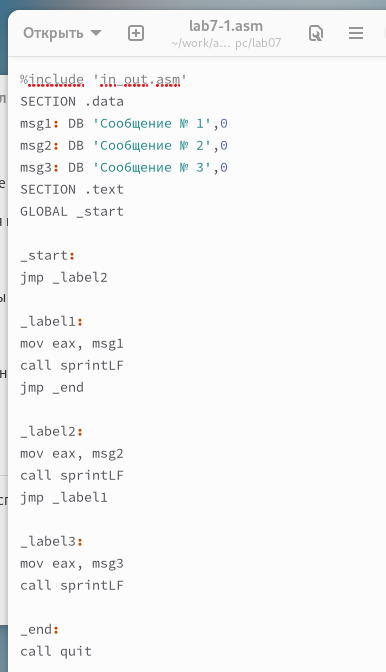 Открыть
lab7-1.asm
~/work/a... pc/lab07
%include 'in_out.asm'
SECTION .data
msg1: DB 'Сообщение № 1',0
msg2: DB 'Сообщение № 2',0
msg3: DB 'Сообщение № 3',0
SECTION .text
GLOBAL _start
_start:
jmp _label2
_label1:
mov eax, msg1
call sprintLF
jmp _end
_label2:
mov eax, msg2
call sprintLF
jmp _label1
_label3:
mov eax, msg3
call sprintLF
_end:
call quit